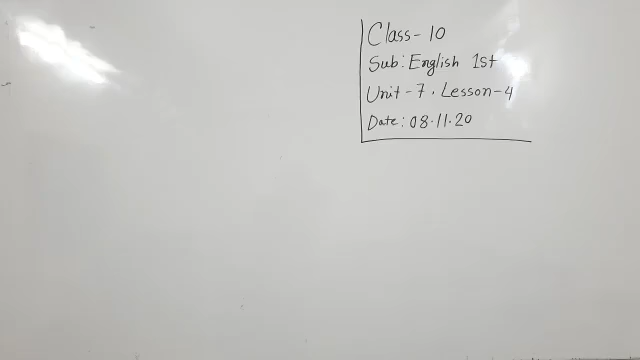 Class- 10
Sub: English 1st
Unit-7. Lesson-4
Date: 08.11.20